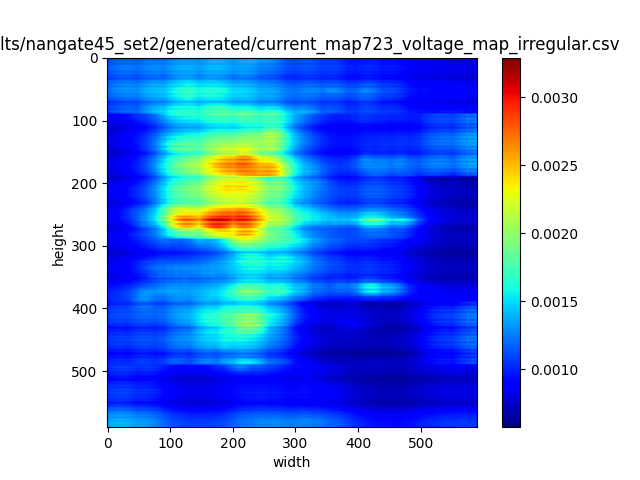 lts/nangate45_set2/generated/current_map723_voltage_map_irregular.csv
0
100
200
300
400
500
height
0 100 200 300 400 500
width
0.0030
0.0025
0.0020
0.0015
0.0010